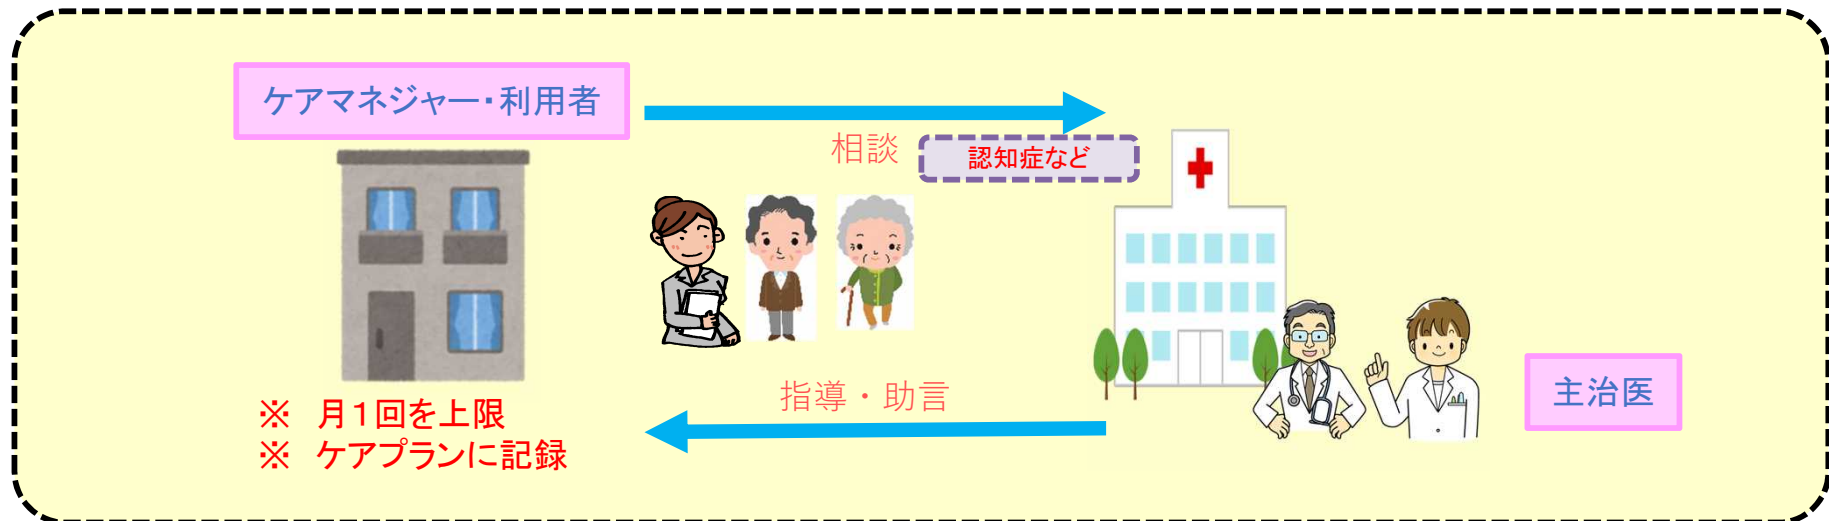 ケアマネジャー・利用者
相談
認知症など
指導・助言
主治医
※　月１回を上限
※　ケアプランに記録